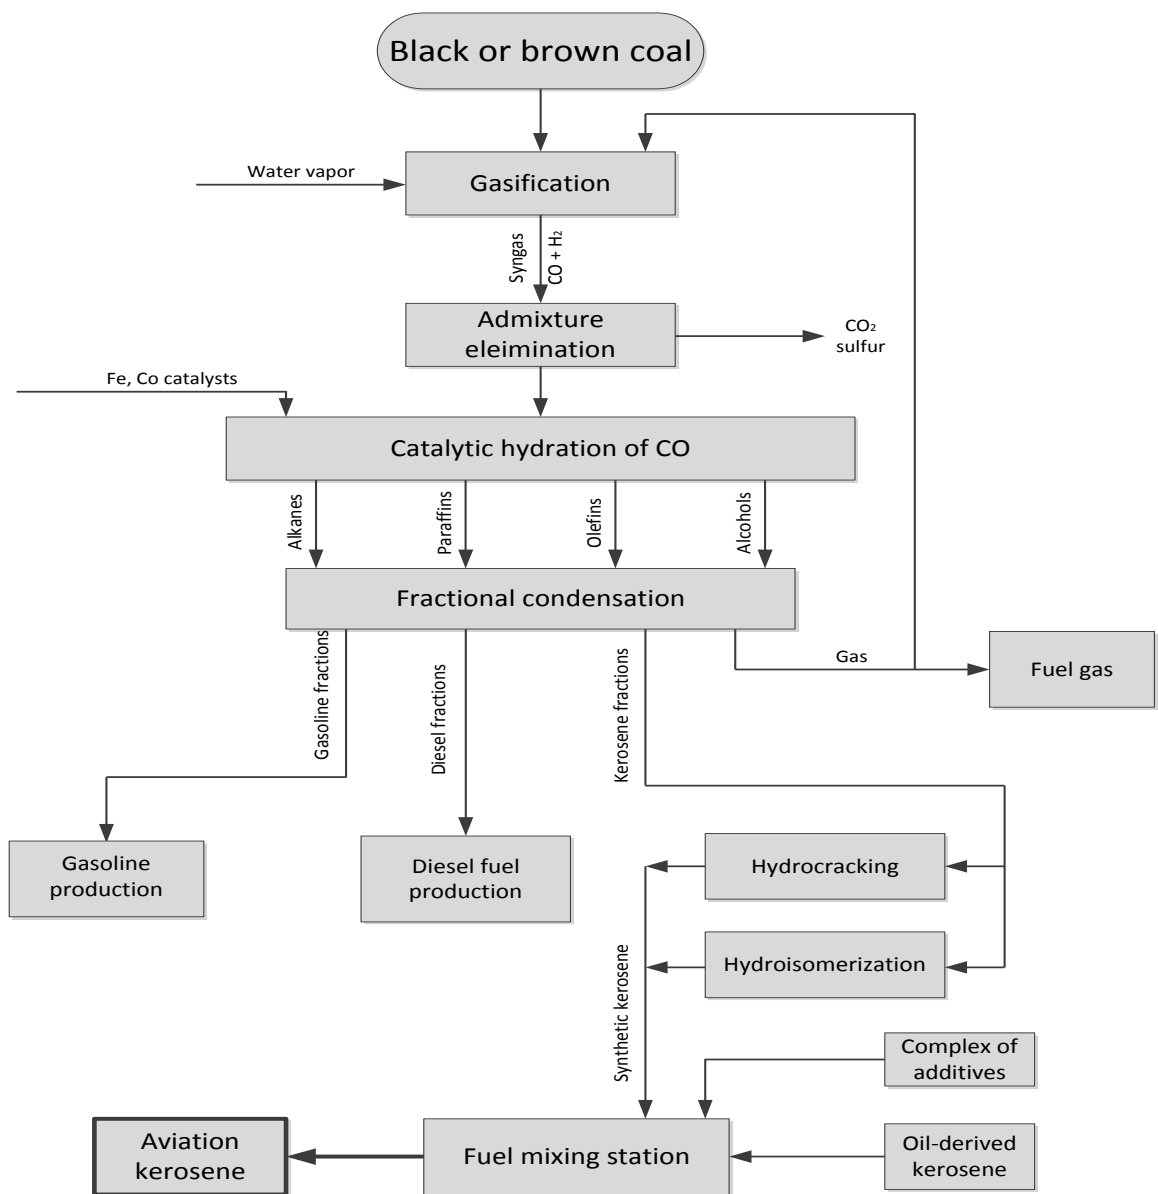 Black or brown coal
Water vapor
Gasification
Syngas
CO + H₂
Admixture
eleimination
CO₂
sulfur
Fe, Co catalysts
Catalytic hydration of CO
Alkanes
Paraffins
Olefins
Alcohols
Fractional condensation
Gasoline fractions
Diesel fractions
Kerosene fractions
Gas
Fuel gas
Gasoline
production
Diesel fuel
production
Hydrocracking
Hydroisomerization
Synthetic kerosene
Complex of
additives
Aviation
kerosene
Fuel mixing station
Oil-derived
kerosene